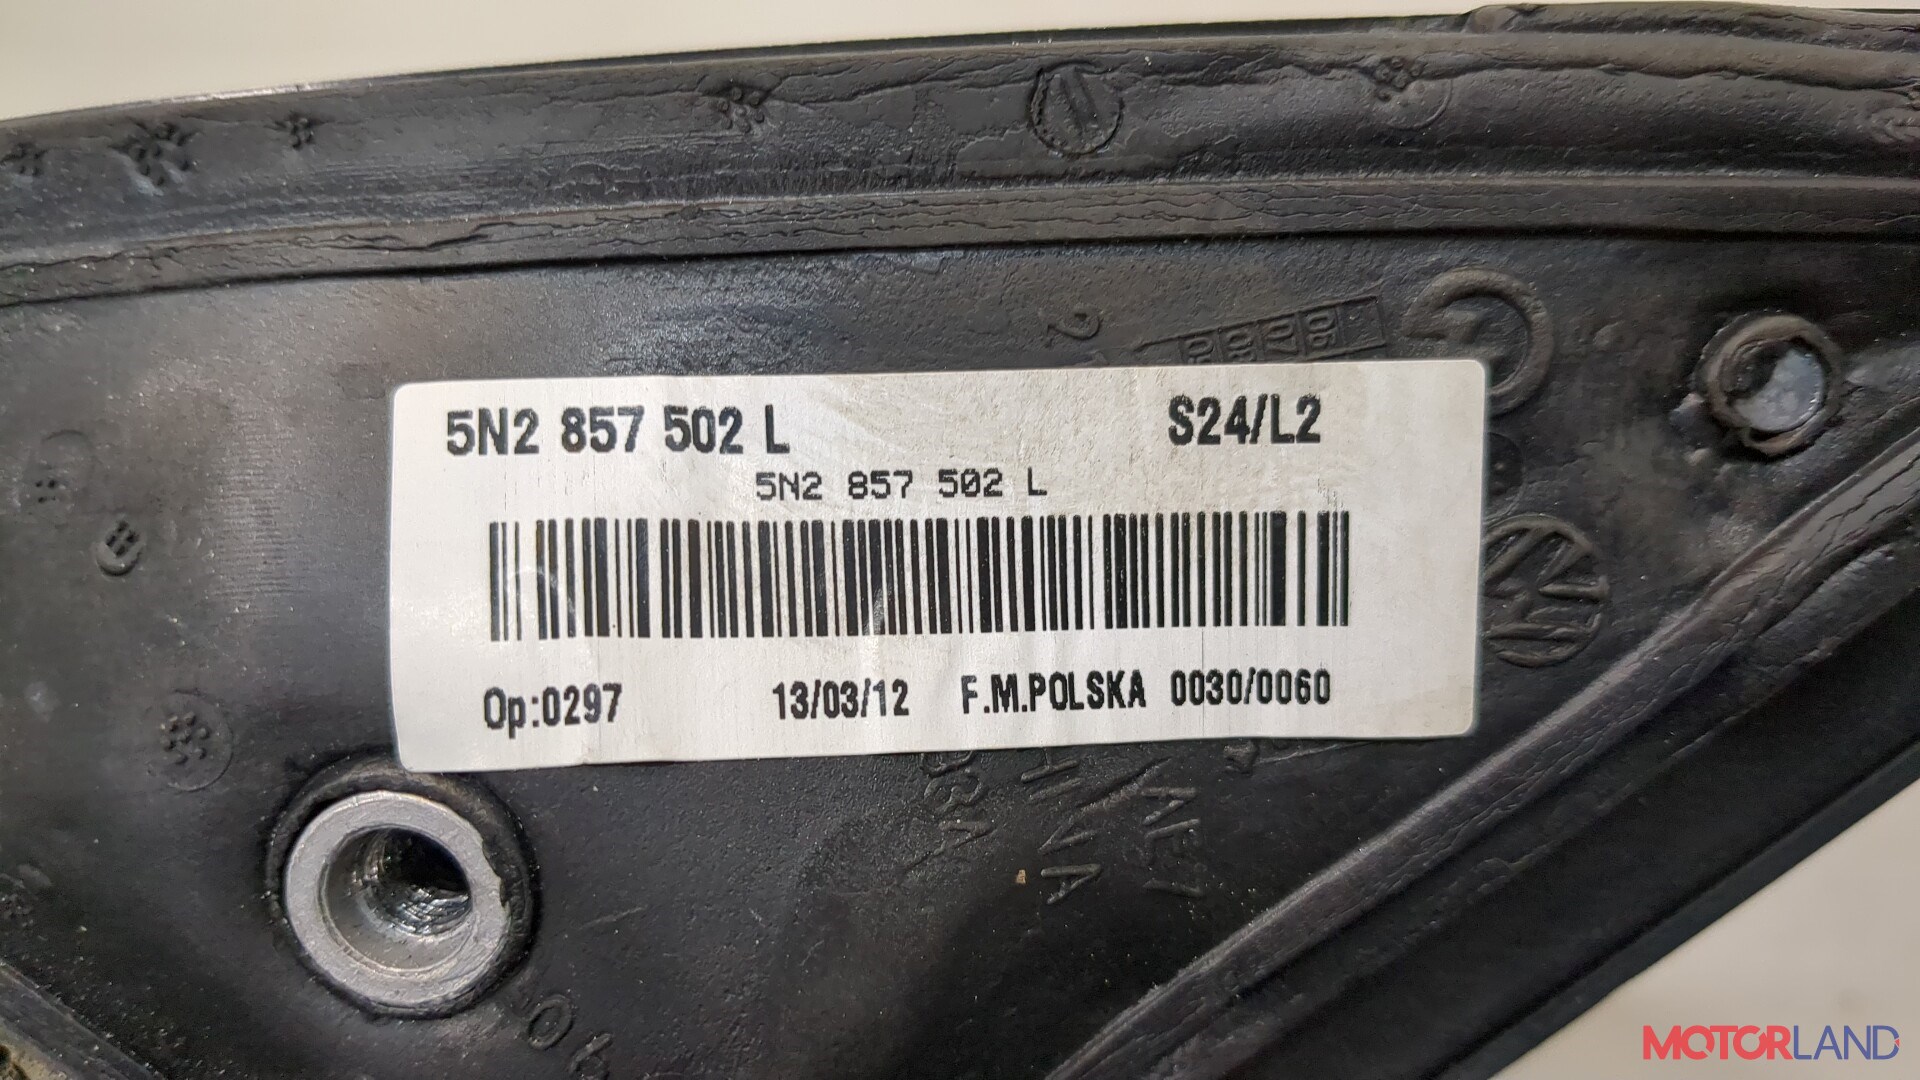 5N2 857 502 L S24/L2
5N2 857 502 L
Op:0297 13/03/12 F.M.POLSKA 0030/0060
MOTORLAND